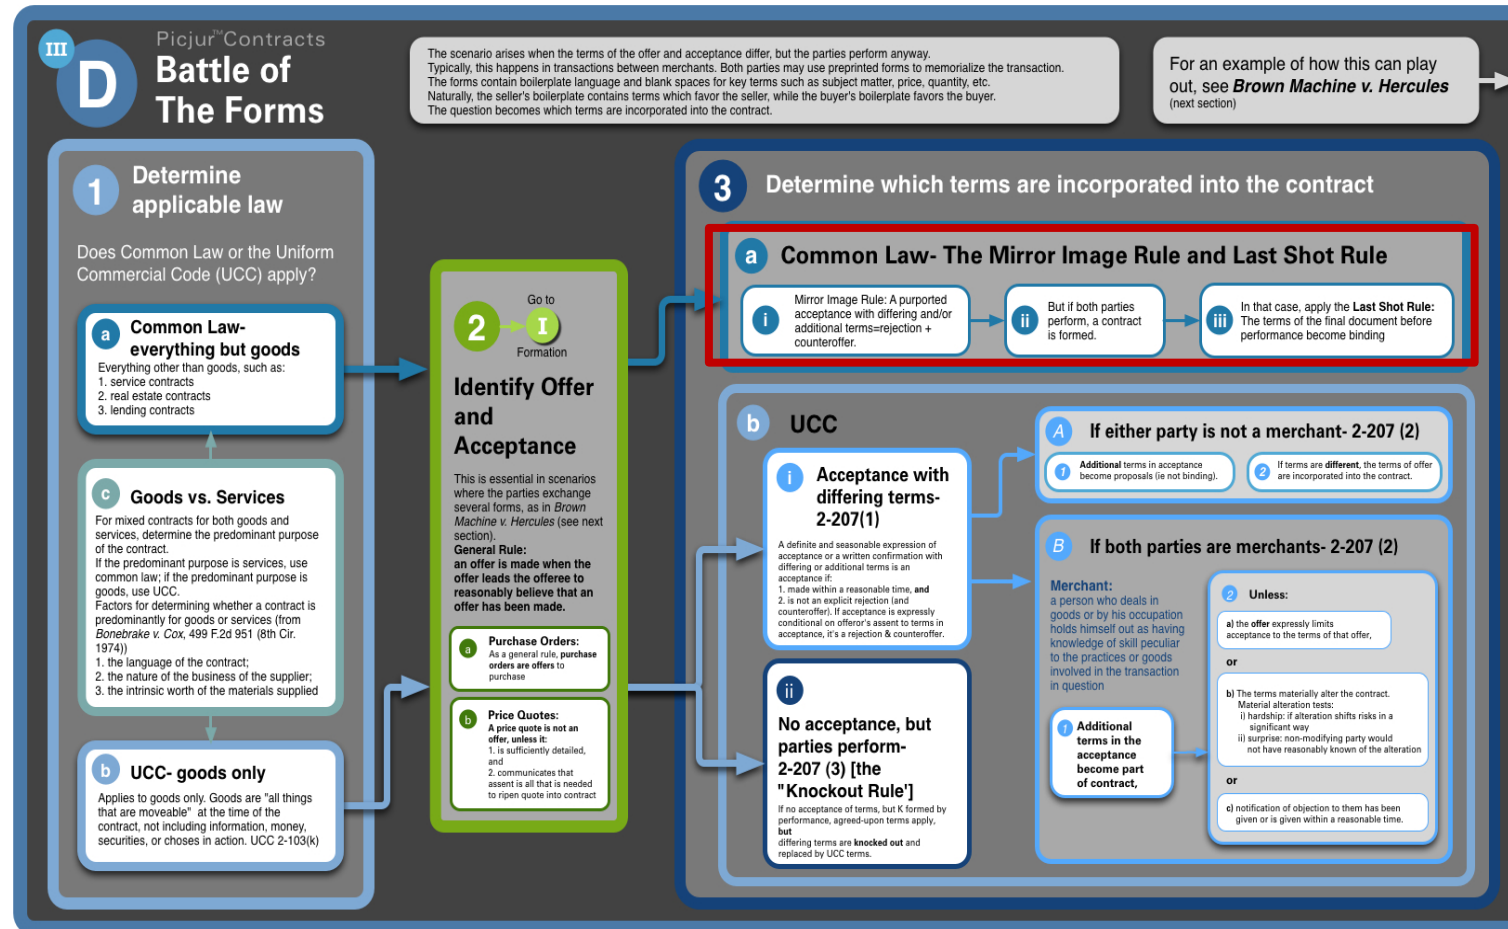 III
D
Picjur™Contracts
Battle of
The Forms
The scenario arises when the terms of the offer and acceptance differ, but the parties perform anyway.
Typically, this happens in transactions between merchants. Both parties may use preprinted forms to memorialize the transaction.
The forms contain boilerplate language and blank spaces for key terms such as subject matter, price, quantity, etc.
Naturally, the seller's boilerplate contains terms which favor the seller, while the buyer's boilerplate favors the buyer.
The question becomes which terms are incorporated into the contract.
For an example of how this can play
out, see Brown Machine v. Hercules
(next section)
1
Determine
applicable law
Does Common Law or the Uniform
Commercial Code (UCC) apply?
a
Common Law-
everything but goods
Everything other than goods, such as:
1. service contracts
2. real estate contracts
3. lending contracts
c
Goods vs. Services
For mixed contracts for both goods and
services, determine the predominant purpose
of the contract.
If the predominant purpose is services, use
common law; if the predominant purpose is
goods, use UCC.
Factors for determining whether a contract is
predominantly for goods or services (from
Bonebrake v. Cox, 499 F.2d 951 (8th Cir.
1974))
1. the language of the contract;
2. the nature of the business of the supplier;
3. the intrinsic worth of the materials supplied
b
UCC- goods only
Applies to goods only. Goods are "all things
that are moveable" at the time of the
contract, not including information, money,
securities, or choses in action. UCC 2-103(k)
2
Go to
I
Formation
Identify Offer
and
Acceptance
This is essential in scenarios
where the parties exchange
several forms, as in Brown
Machine v. Hercules (see next
section).
General Rule:
an offer is made when the
offer leads the offeree to
reasonably believe that an
offer has been made.
a
Purchase Orders:
As a general rule, purchase
orders are offers to
purchase
b
Price Quotes:
A price quote is not an
offer, unless it:
1. is sufficiently detailed,
and
2. communicates that
assent is all that is needed
to ripen quote into contract
3
Determine which terms are incorporated into the contract
a
Common Law- The Mirror Image Rule and Last Shot Rule
i
Mirror Image Rule: A purported
acceptance with differing and/or
additional terms=rejection +
counteroffer.
ii
But if both parties
perform, a contract
is formed.
iii
In that case, apply the Last Shot Rule:
The terms of the final document before
performance become binding
b
UCC
i
Acceptance with
differing terms-
2-207(1)
A definite and seasonable expression of
acceptance or a written confirmation with
differing or additional terms is an
acceptance if:
1. made within a reasonable time, and
2. is not an explicit rejection (and
counteroffer). If acceptance is expressly
conditional on offeror's assent to terms in
acceptance, it's a rejection & counteroffer.
ii
No acceptance, but
parties perform-
2-207 (3) [the
"Knockout Rule']
If no acceptance of terms, but K formed by
performance, agreed-upon terms apply,
but
differing terms are knocked out and
replaced by UCC terms.
A
If either party is not a merchant- 2-207 (2)
1
Additional terms in acceptance
become proposals (ie not binding).
2
If terms are different, the terms of offer
are incorporated into the contract.
B
If both parties are merchants- 2-207 (2)
Merchant:
a person who deals in
goods or by his occupation
holds himself out as having
knowledge of skill peculiar
to the practices or goods
involved in the transaction
in question
1
Additional
terms in the
acceptance
become part
of contract,
2
Unless:
a) the offer expressly limits
acceptance to the terms of that offer,
or
b) The terms materially alter the contract.
Material alteration tests:
i) hardship: if alteration shifts risks in a
significant way
ii) surprise: non-modifying party would
not have reasonably known of the alteration
or
c) notification of objection to them has been
given or is given within a reasonable time.